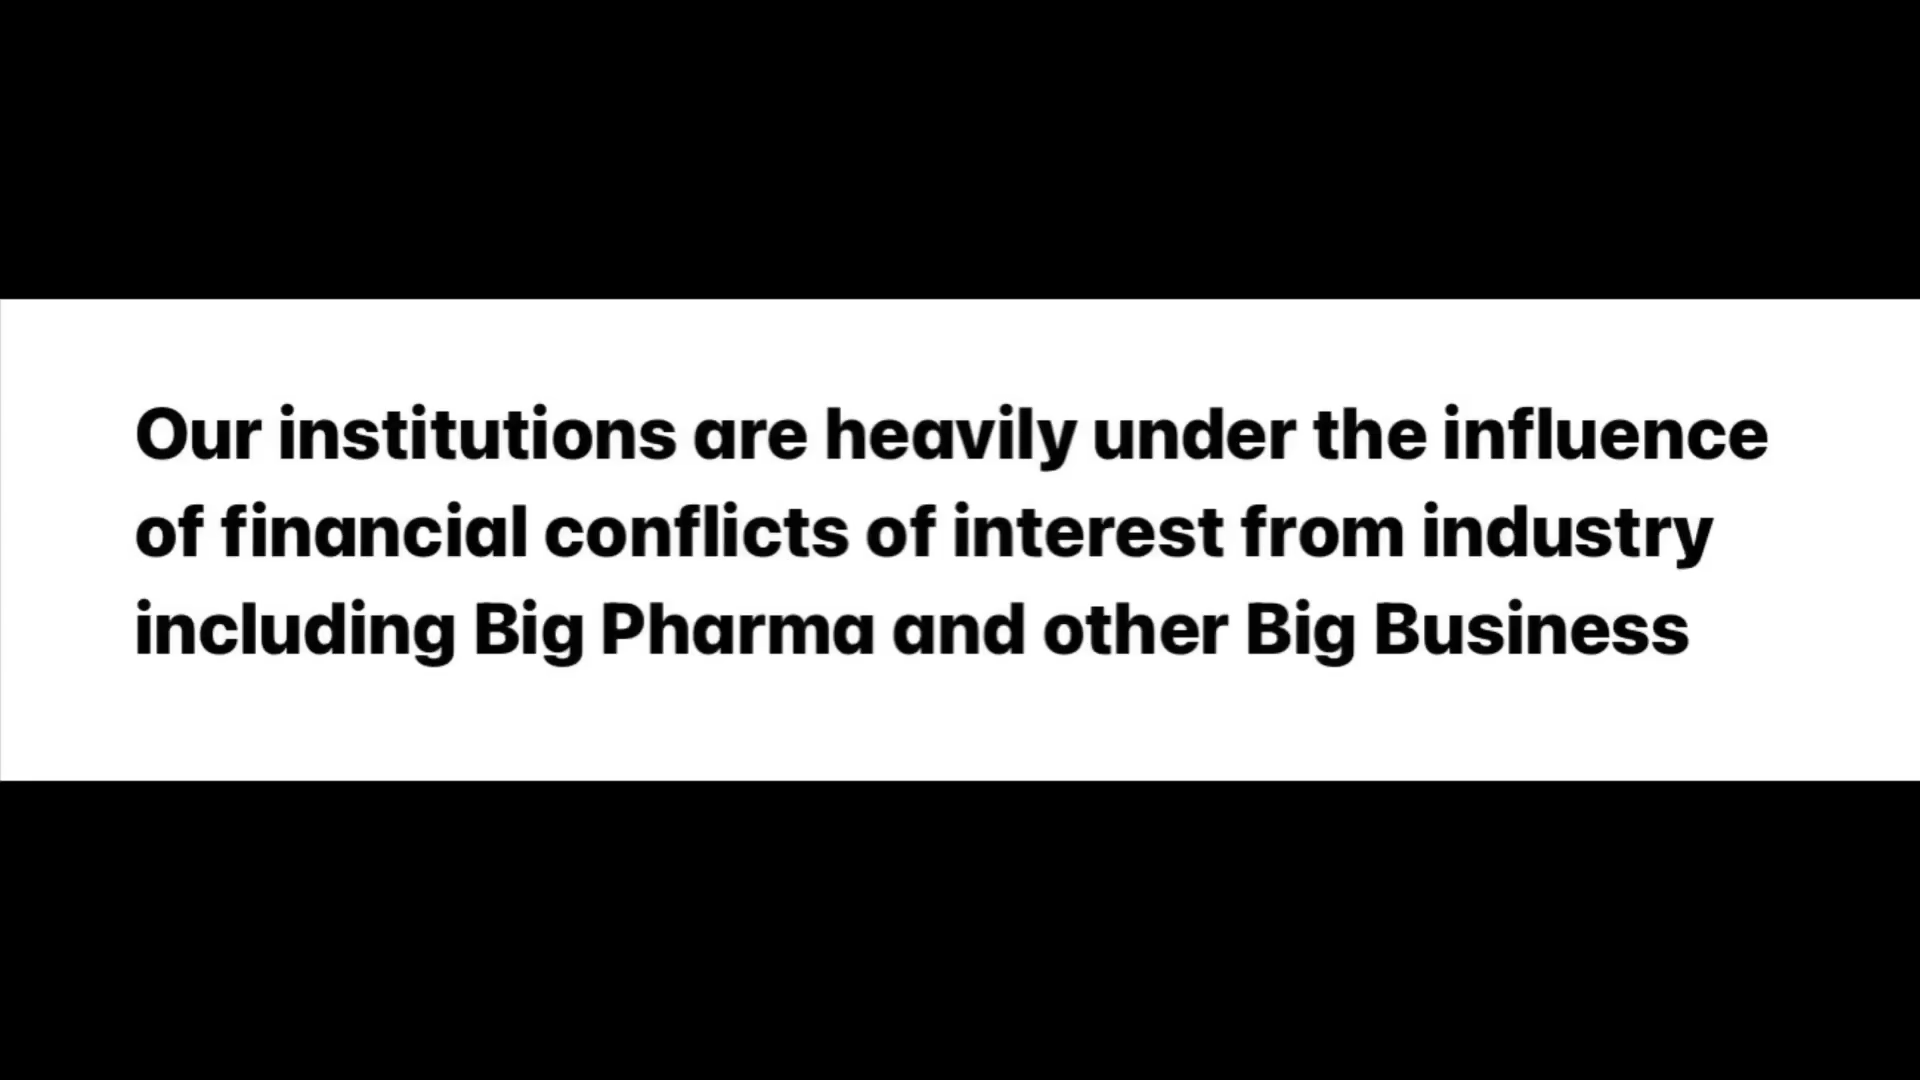 Our institutions are heavily under the influence
of financial conflicts of interest from industry
including Big Pharma and other Big Business